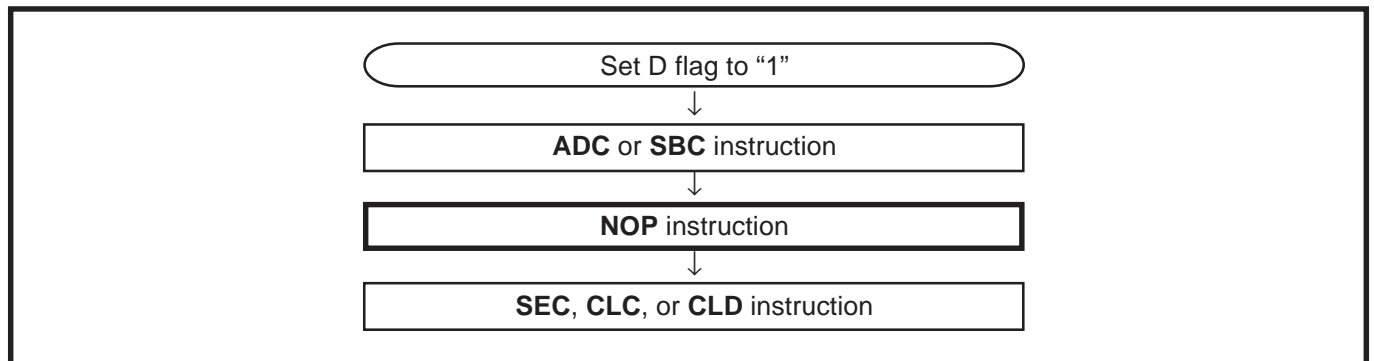 Set D flag to “1”
↓
ADC or SBC instruction
↓
NOP instruction
↓
SEC, CLC, or CLD instruction